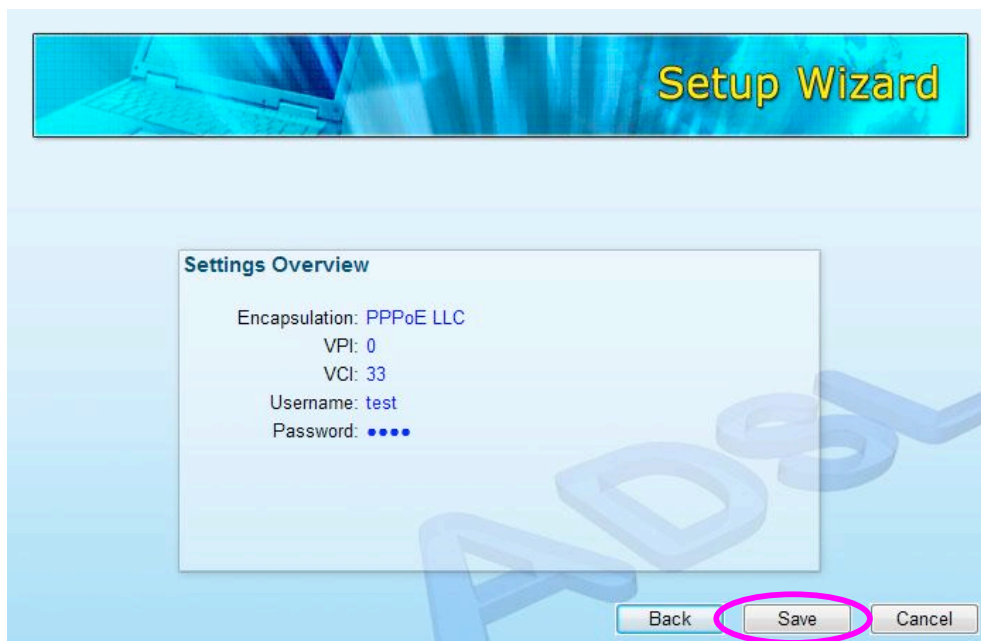 Setup Wizard
Settings Overview
Encapsulation: PPPoE LLC
VPI: 0
VCI: 33
Username: test
Password: ●●●●
ADSL
Back Save Cancel